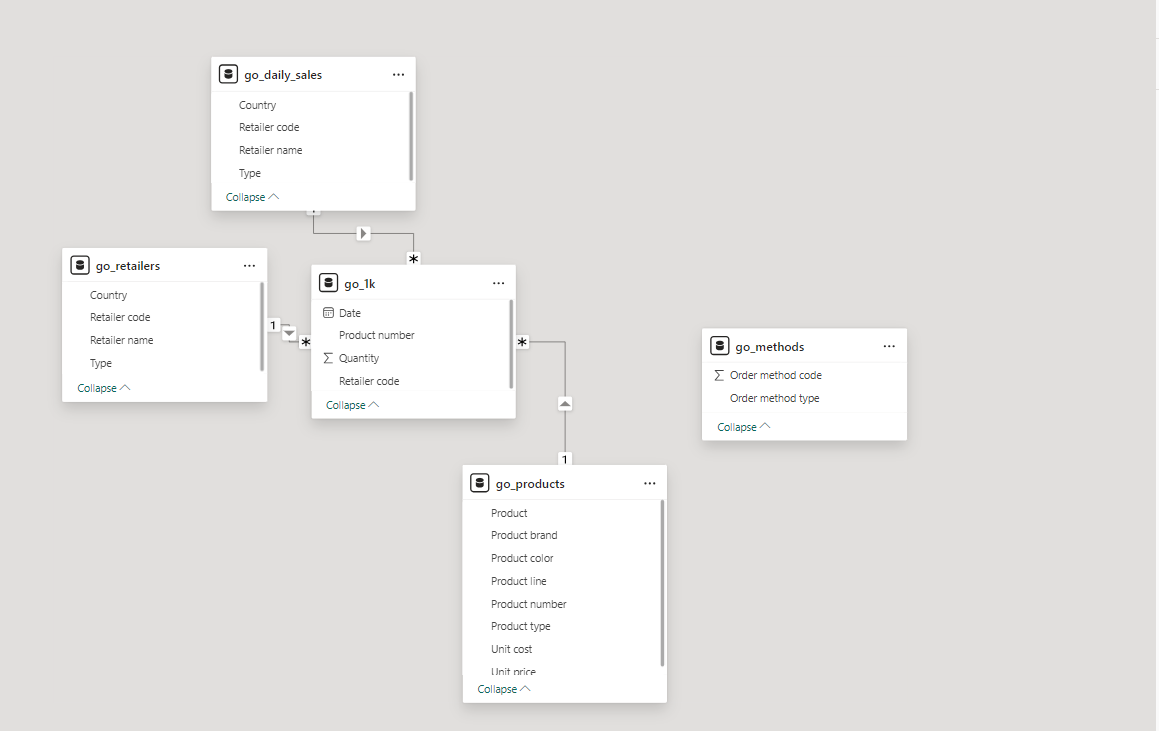 go_daily_sales
Country
Retailer code
Retailer name
Type
Collapse
go_retailers
Country
Retailer code
Retailer name
Type
Collapse
1
*
*
go_1k
Date
Product number
Quantity
Retailer code
Collapse
*
1
go_methods
Order method code
Order method type
Collapse
go_products
Product
Product brand
Product color
Product line
Product number
Product type
Unit cost
Unit price
Collapse